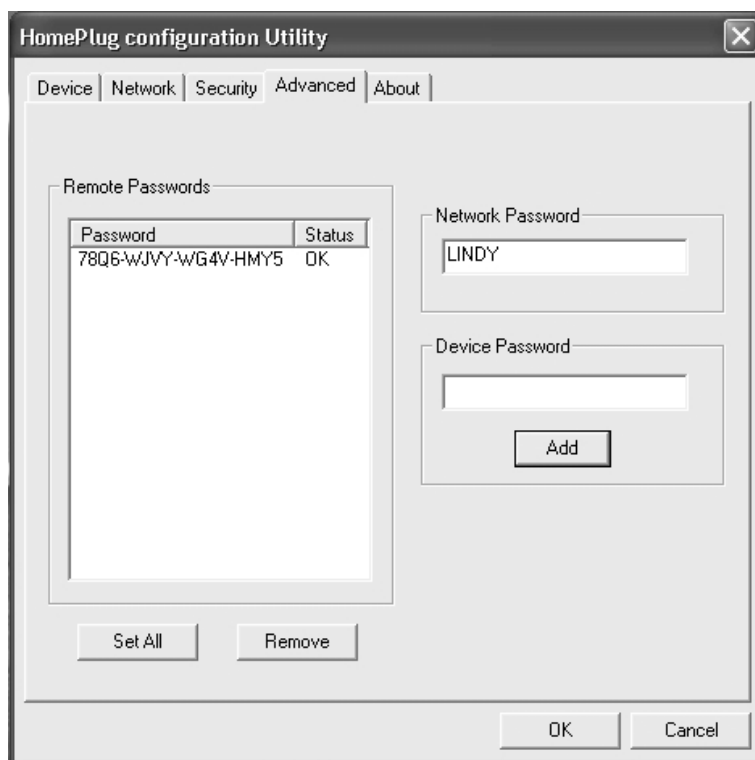 HomePlug configuration Utility
Device Network Security Advanced About
Remote Passwords
Password Status
78Q6-WJVY-WG4V-HMY5 OK
Network Password
LINDY
Device Password
Add
Set All Remove
OK Cancel